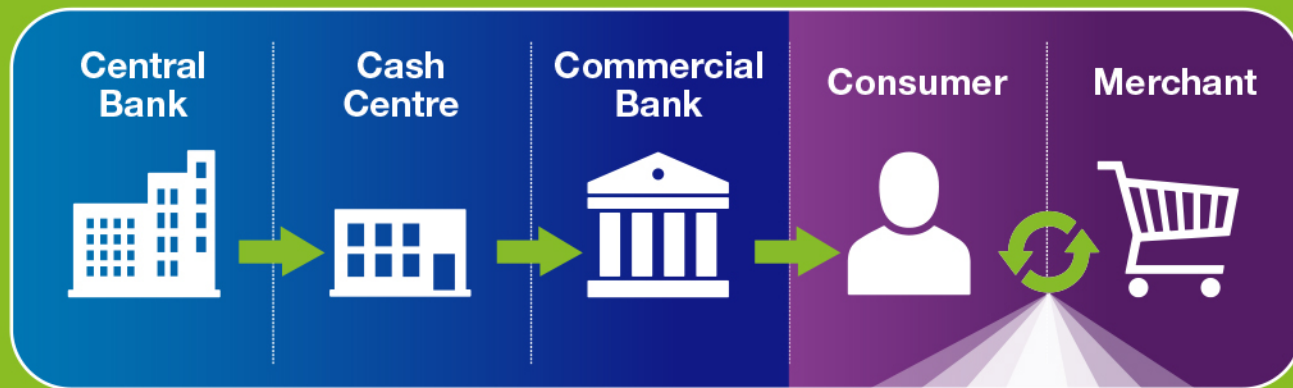 Central
Bank
Cash
Centre
Commercial
Bank
Consumer
Merchant